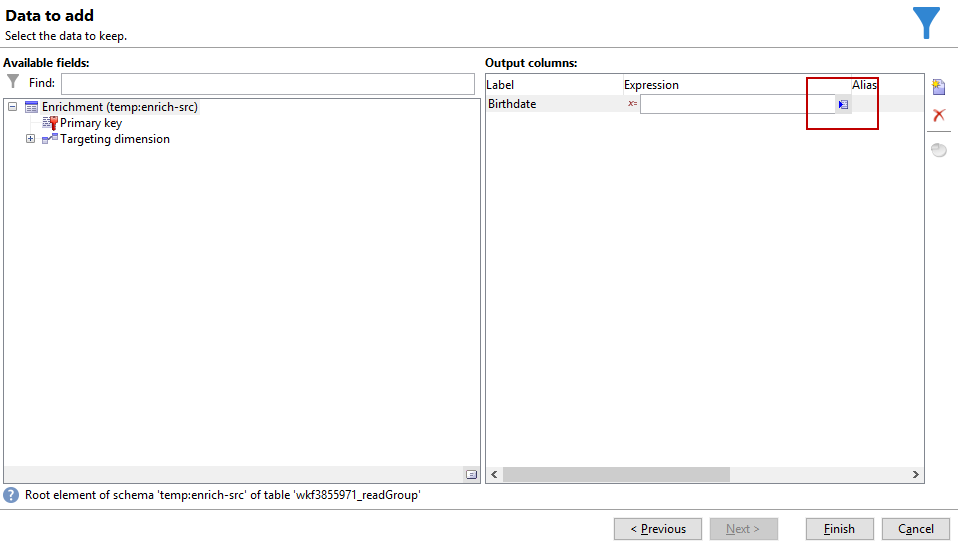 Data to add
Select the data to keep.
Available fields:
Find:
Enrichment (temp:enrich-src)
Primary key
Targeting dimension
Output columns:
Label Expression Alias
Birthdate x=
? Root element of schema 'temp:enrich-src' of table 'wkf3855971_readGroup'
< Previous Next > Finish Cancel